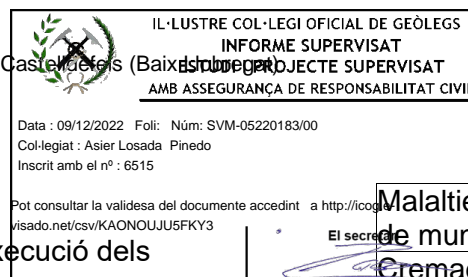 IL·LUSTRE COL·LEGI OFICIAL DE GEÒLEGS
INFORME SUPERVISAT
Castelldefels (Baix Llobregat)
ESTUDI - PROJECTE SUPERVISAT
AMB ASSEGURANÇA DE RESPONSABILITAT CIVIL
Data : 09/12/2022 Foli: Núm: SVM-05220183/00
Col·legiat : Asier Losada Pinedo
Inscrit amb el nº : 6515
Pot consultar la validesa del documente accedint a http://icogle-
visado.net/csv/KAONOUJU5FKY3
Malaltie
El secretari
de mun
ecució dels
Cremac